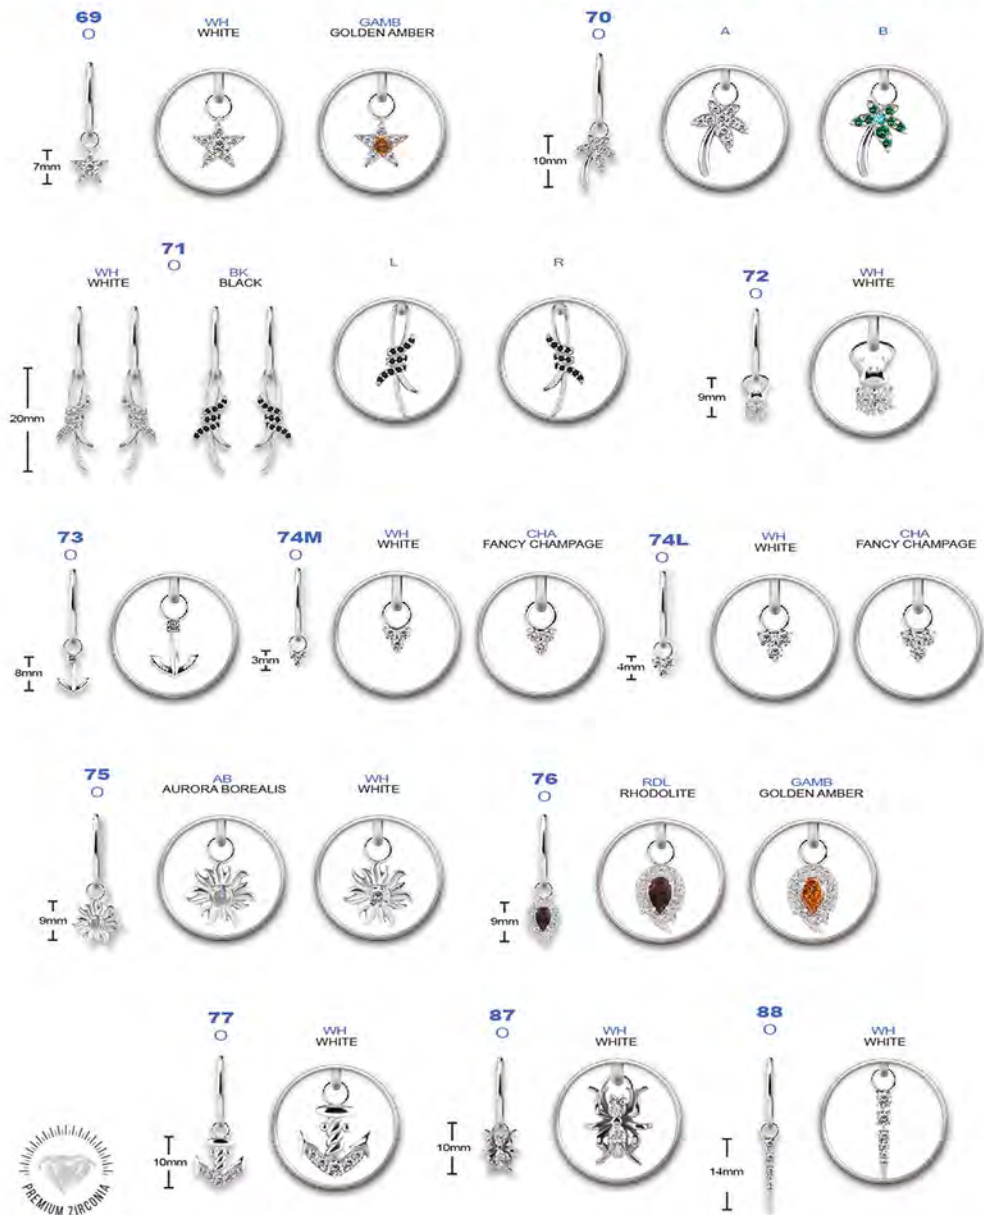 69
O
WH
WHITE
GAMB
GOLDEN AMBER
7mm
70
O
A
B
10mm
71
O
WH
WHITE
BK
BLACK
L
R
20mm
72
O
WH
WHITE
9mm
73
O
8mm
74M
O
WH
WHITE
CHA
FANCY CHAMPAGE
3mm
74L
O
WH
WHITE
CHA
FANCY CHAMPAGE
4mm
75
O
AB
AURORA BOREALIS
WH
WHITE
9mm
76
O
RDL
RHODOLITE
GAMB
GOLDEN AMBER
9mm
77
O
WH
WHITE
10mm
87
O
WH
WHITE
10mm
88
O
WH
WHITE
14mm
PREMIUM ZIRCONIA